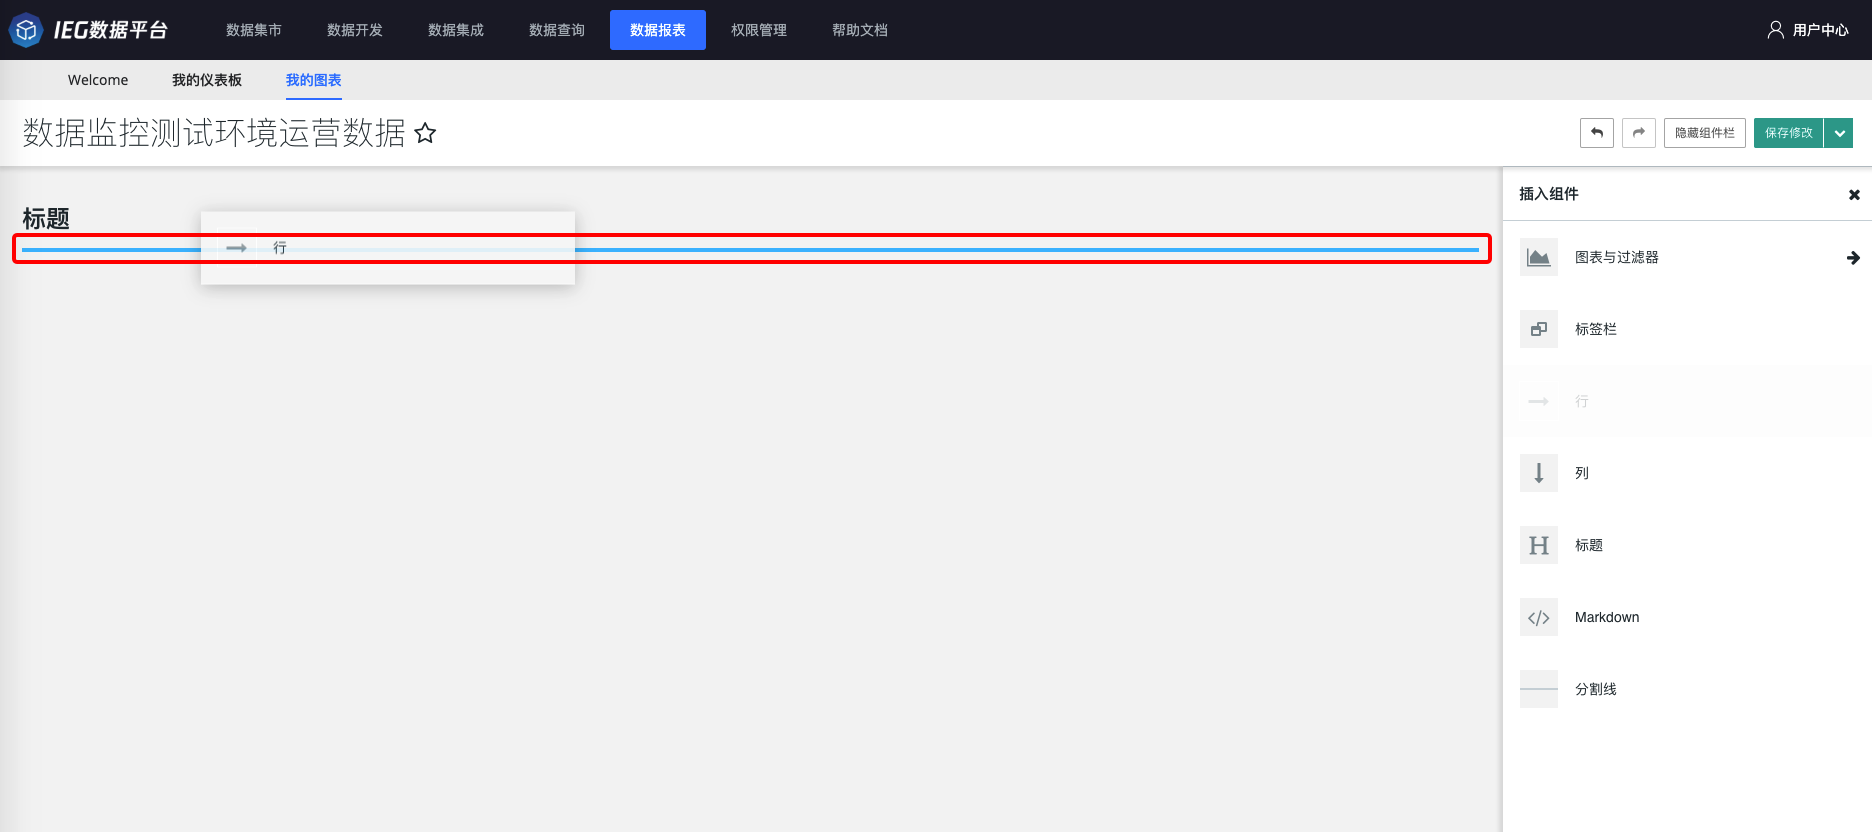 IEG数据平台 数据集市 数据开发 数据集成 数据查询 数据报表 权限管理 帮助文档 用户中心
Welcome 我的仪表板 我的图表
数据监控测试环境运营数据 隐藏组件栏 保存修改
插入组件
标题
行
图表与过滤器
标签栏
行
列
H 标题
</> Markdown
分割线